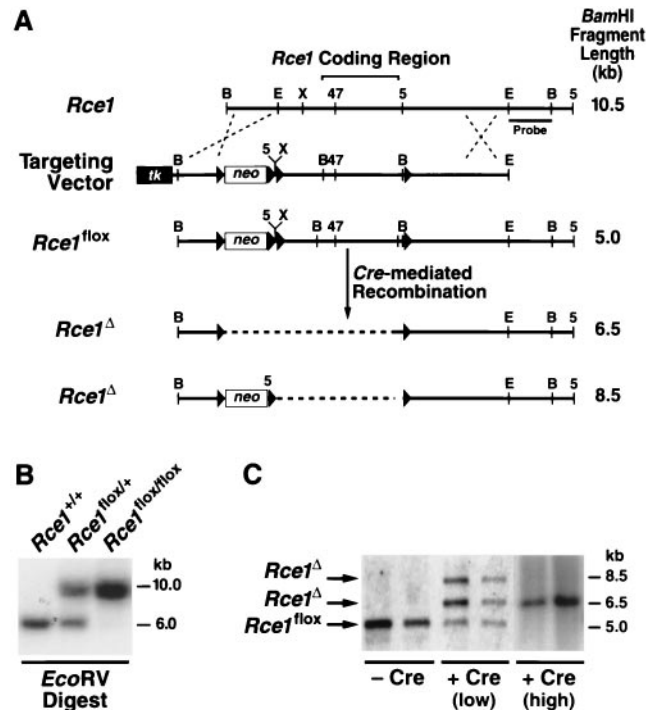 A
BamHI
Fragment
Length
(kb)
Rce1 Coding Region
B E X 47 5 E B 5
Rce1 10.5
Probe
Targeting
Vector
5 X
tk B neo B 47 B E
5 X
Rce1flox B neo B 47 B E B 5 5.0
Cre-mediated
Recombination
Rce1Δ B E B 5 6.5
Rce1Δ B neo 5 E B 5 8.5
B
Rce1+/+ Rce1flox/+ Rce1flox/flox
kb
– 10.0
– 6.0
EcoRV
Digest
C
kb
Rce1Δ – 8.5
Rce1Δ – 6.5
Rce1flox – 5.0
– Cre + Cre + Cre
(low) (high)